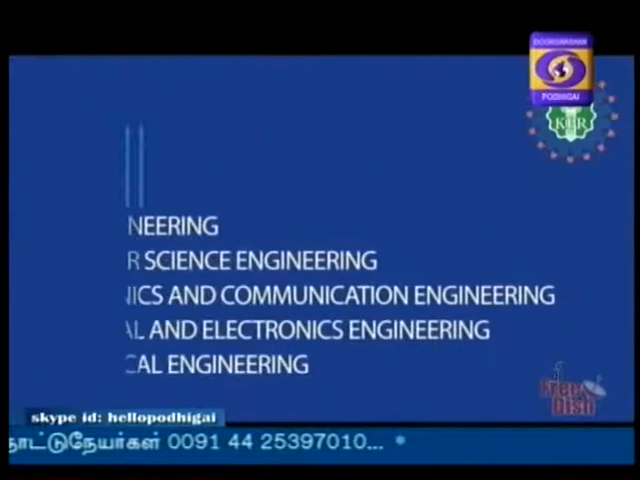 DOORDARSHAN
PODHIGAI
KPR
NEERING
R SCIENCE ENGINEERING
NICS AND COMMUNICATION ENGINEERING
AL AND ELECTRONICS ENGINEERING
CAL ENGINEERING
Free
Dish
skype id: hellopodhigai
நாட்டுநேயர்கள் 0091 44 25397010... *